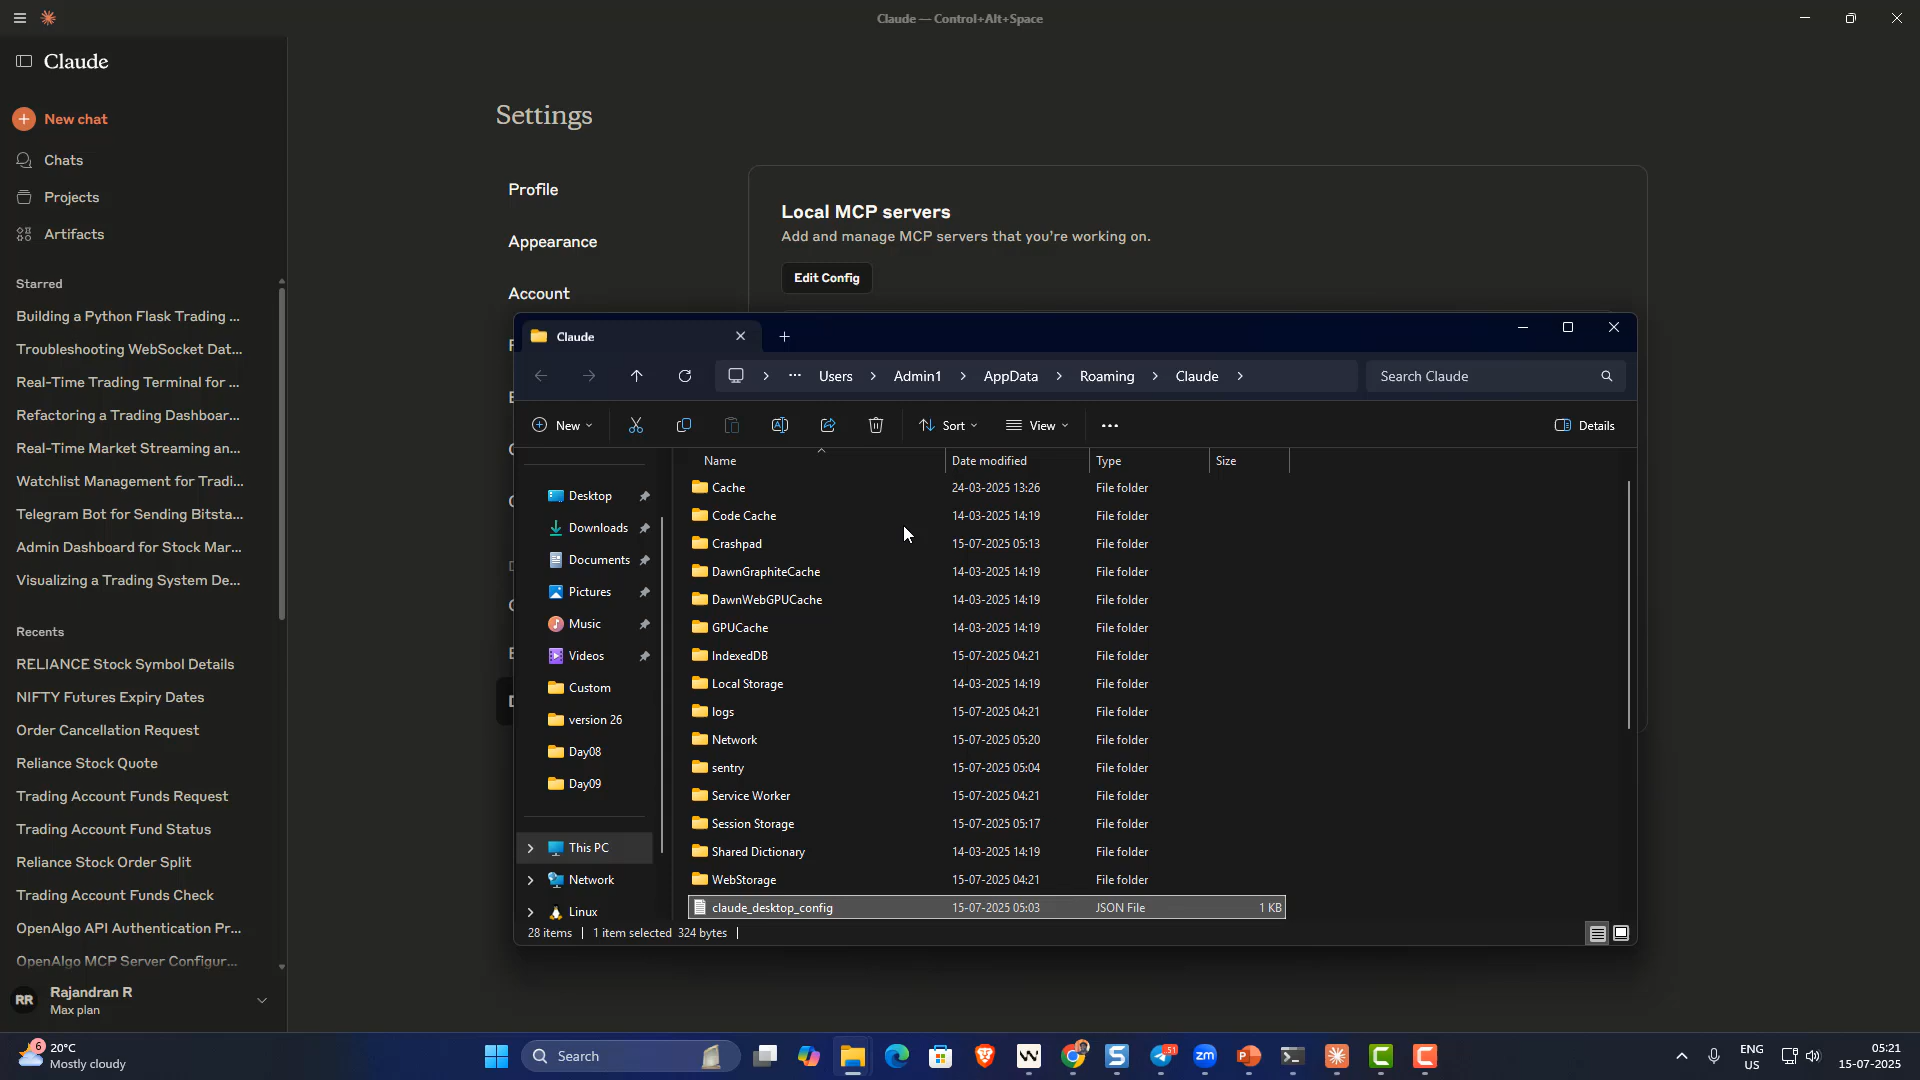 Claude — Control+Alt+Space
Claude
New chat
Chats
Projects
Artifacts
Starred
Building a Python Flask Trading ...
Troubleshooting WebSocket Dat...
Real-Time Trading Terminal for ...
Refactoring a Trading Dashboar...
Real-Time Market Streaming an...
Watchlist Management for Tradi...
Telegram Bot for Sending Bitsta...
Admin Dashboard for Stock Mar...
Visualizing a Trading System De...
Recents
RELIANCE Stock Symbol Details
NIFTY Futures Expiry Dates
Order Cancellation Request
Reliance Stock Quote
Trading Account Funds Request
Trading Account Fund Status
Reliance Stock Order Split
Trading Account Funds Check
OpenAlgo API Authentication Pr...
OpenAlgo MCP Server Configur...
RR
Rajandran R
Max plan
Settings
Profile
Appearance
Account
Local MCP servers
Add and manage MCP servers that you're working on.
Edit Config
Claude
Users > Admin1 > AppData > Roaming > Claude >
Search Claude
New
Sort
View
Details
Name Date modified Type Size
Desktop
Downloads
Documents
Pictures
Music
Videos
Custom
version 26
Day08
Day09
This PC
Network
Linux
Cache 24-03-2025 13:26 File folder
Code Cache 14-03-2025 14:19 File folder
Crashpad 15-07-2025 05:13 File folder
DawnGraphiteCache 14-03-2025 14:19 File folder
DawnWebGPUCache 14-03-2025 14:19 File folder
GPUCache 14-03-2025 14:19 File folder
IndexedDB 15-07-2025 04:21 File folder
Local Storage 14-03-2025 14:19 File folder
logs 15-07-2025 04:21 File folder
Network 15-07-2025 05:20 File folder
sentry 15-07-2025 05:04 File folder
Service Worker 15-07-2025 04:21 File folder
Session Storage 15-07-2025 05:17 File folder
Shared Dictionary 14-03-2025 14:19 File folder
WebStorage 15-07-2025 04:21 File folder
claude_desktop_config 15-07-2025 05:03 JSON File 1 KB
28 items 1 item selected 324 bytes
6
20°C
Mostly cloudy
Search
51
zm
ENG
US
05:21
15-07-2025